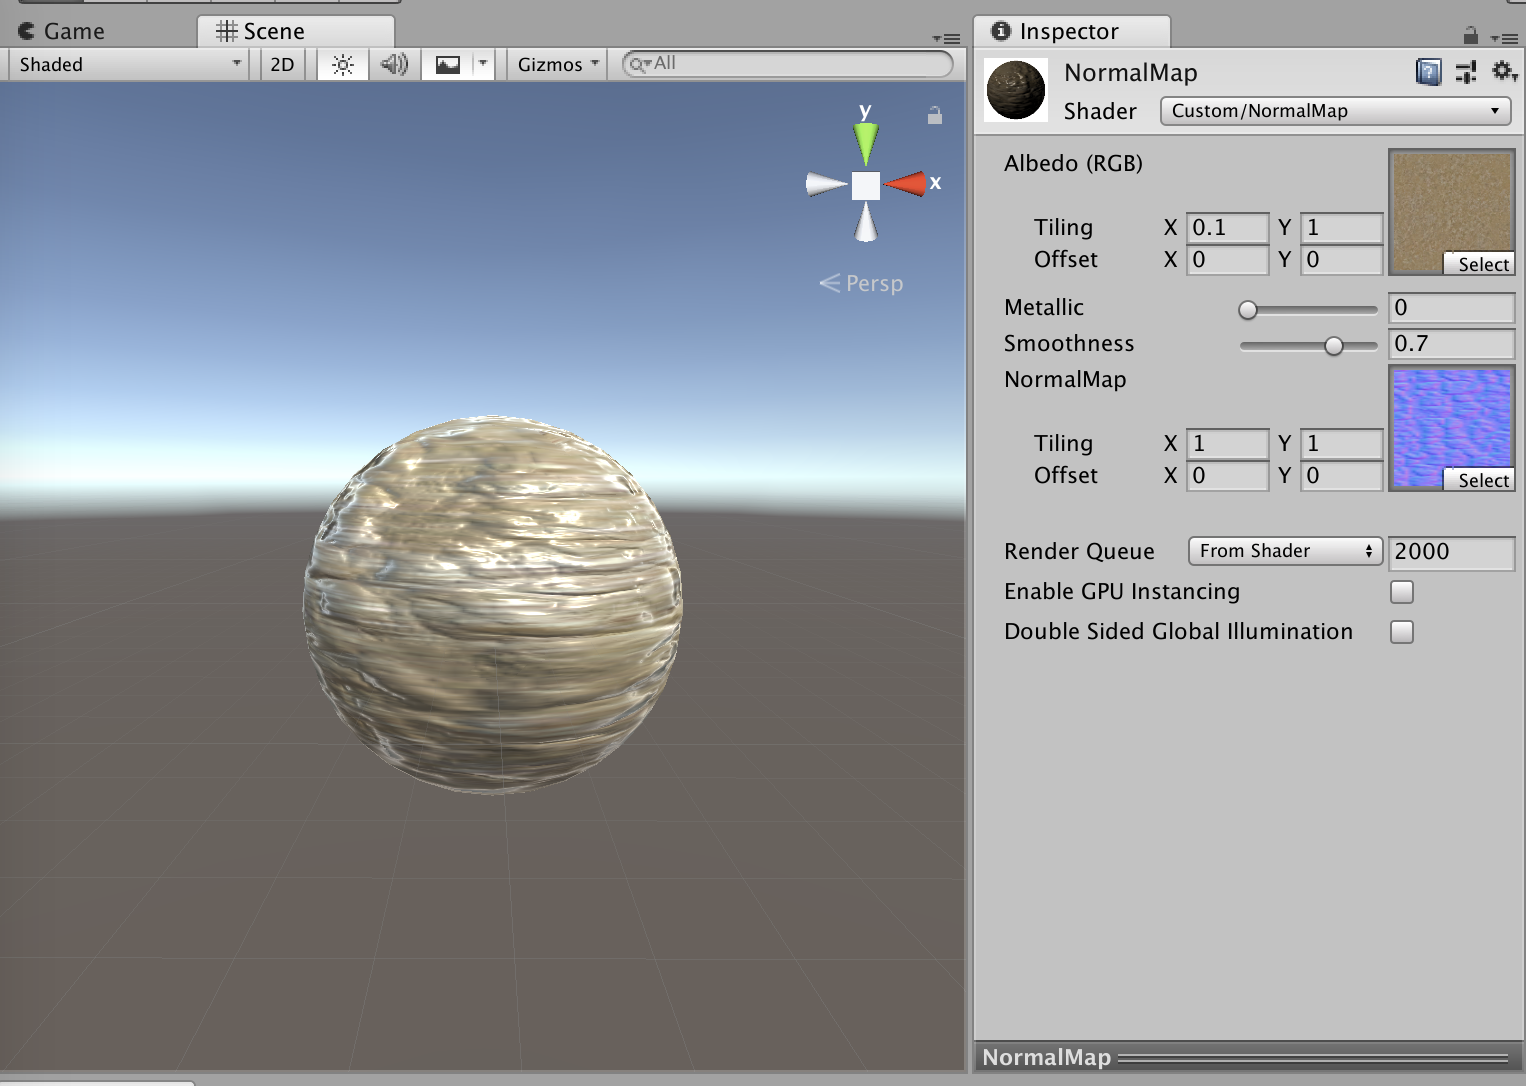 Game
Scene
Shaded
2D
Gizmos
All
y
x
Persp
Inspector
NormalMap
Shader Custom/NormalMap
Albedo (RGB)
Tiling X 0.1 Y 1
Offset X 0 Y 0
Select
Metallic 0
Smoothness 0.7
NormalMap
Tiling X 1 Y 1
Offset X 0 Y 0
Select
Render Queue From Shader 2000
Enable GPU Instancing
Double Sided Global Illumination
NormalMap